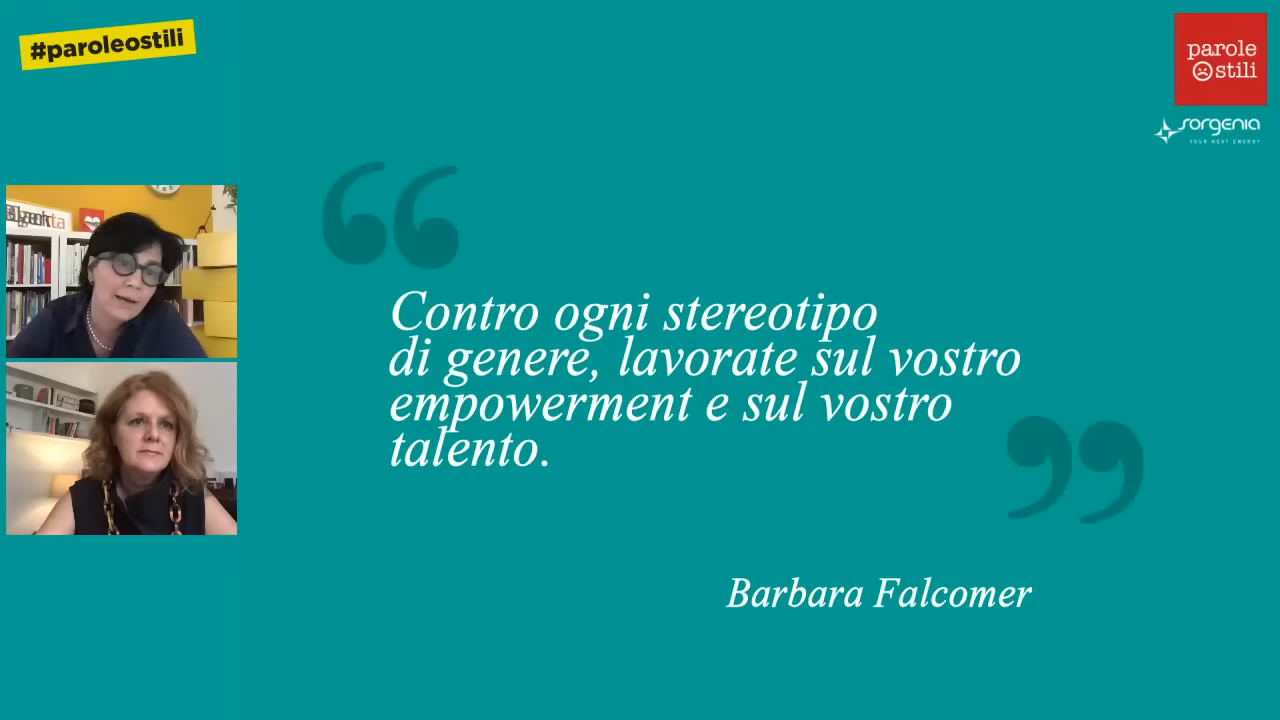 #paroleostili
parole
ostili
sorgenia
YOUR NEXT ENERGY
Contro ogni stereotipo
di genere, lavorate sul vostro
empowerment e sul vostro
talento.
Barbara Falcomer